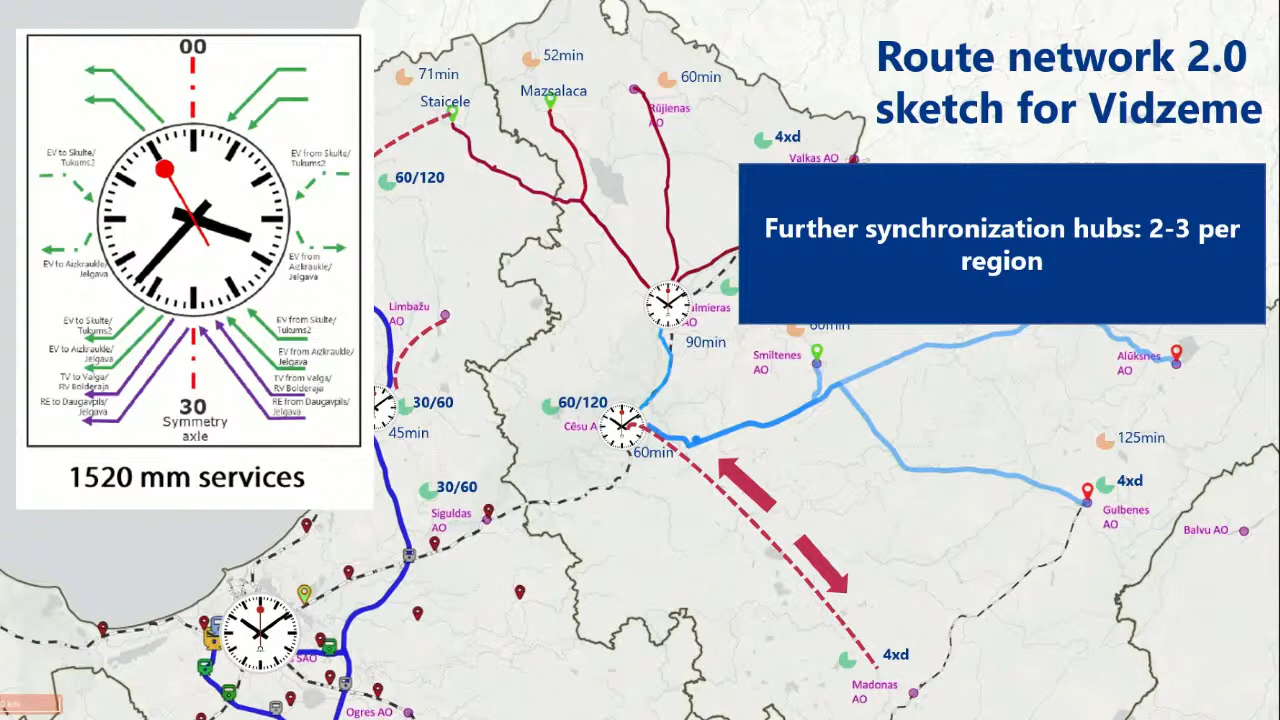 Route network 2.0
sketch for Vidzeme
Further synchronization hubs: 2-3 per
region
00
EV to Skulte/
Tukums2
EV from Skulte/
Tukums2
EV to Aizkraukle/
Jelgava
EV from
Aizkraukle/
Jelgava
EV to Skulte/
Tukums2
EV from Skulte/
Tukums2
EV to Aizkraukle/
Jelgava
EV from Aizkraukle/
Jelgava
TV to Valga/
RV Bolderaja
TV from Valga/
RV Bolderaja
RE to Daugavpils/
Jelgava
RE from Daugavpils/
Jelgava
30
Symmetry
axle
1520 mm services
71min
Staicele
52min
Mazsalaca
60min
Rūjienas
AO
4xd
Valkas AO
60/120
Limbažu
AO
almieras
AO
90min
60min
Smiltenes
AO
Alūksnes
AO
30/60
45min
60/120
Cēsu A
60min
125min
4xd
Gulbenes
AO
Balvu AO
30/60
Siguldas
AO
SAO
4xd
Madonas
AO
Ogres AO